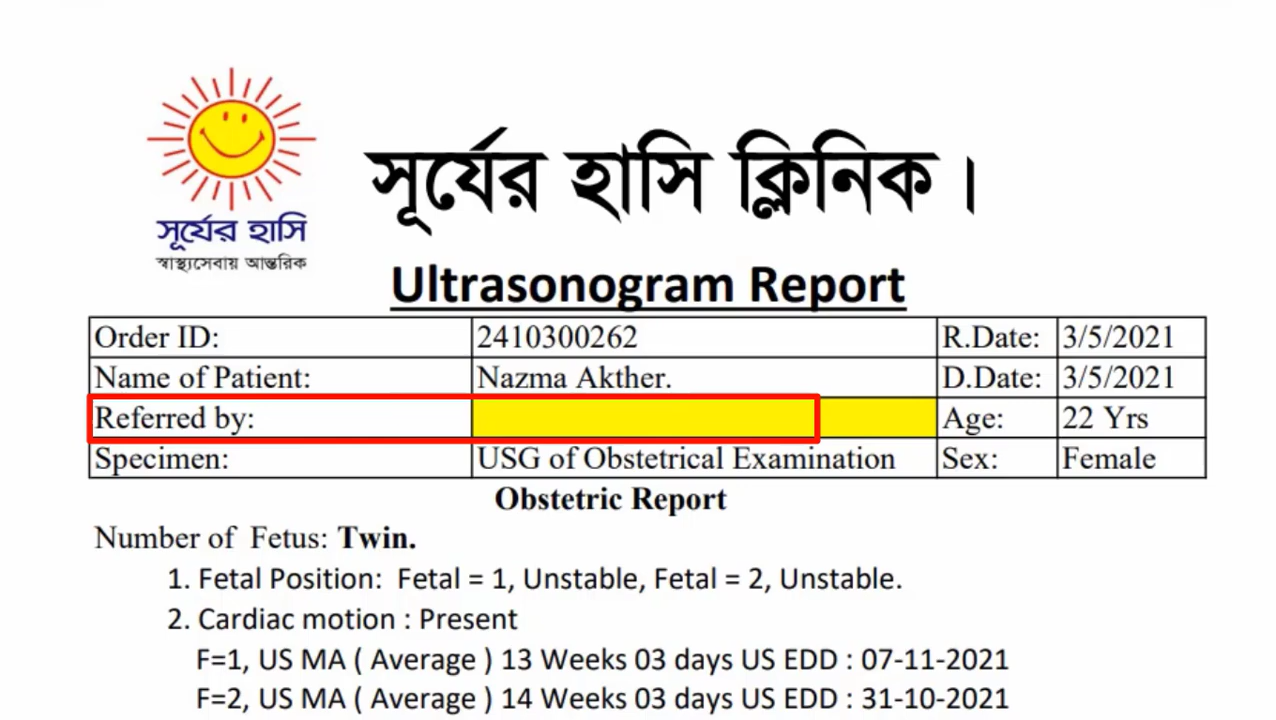 সূর্যের হাসি
স্বাস্থ্যসেবায় আন্তরিক
সূর্যের হাসি ক্লিনিক।
Ultrasonogram Report
Order ID: 2410300262 R.Date: 3/5/2021
Name of Patient: Nazma Akther. D.Date: 3/5/2021
Referred by: Age: 22 Yrs
Specimen: USG of Obstetrical Examination Sex: Female
Obstetric Report
Number of Fetus: Twin.
1. Fetal Position: Fetal = 1, Unstable, Fetal = 2, Unstable.
2. Cardiac motion : Present
F=1, US MA ( Average ) 13 Weeks 03 days US EDD : 07-11-2021
F=2, US MA ( Average ) 14 Weeks 03 days US EDD : 31-10-2021